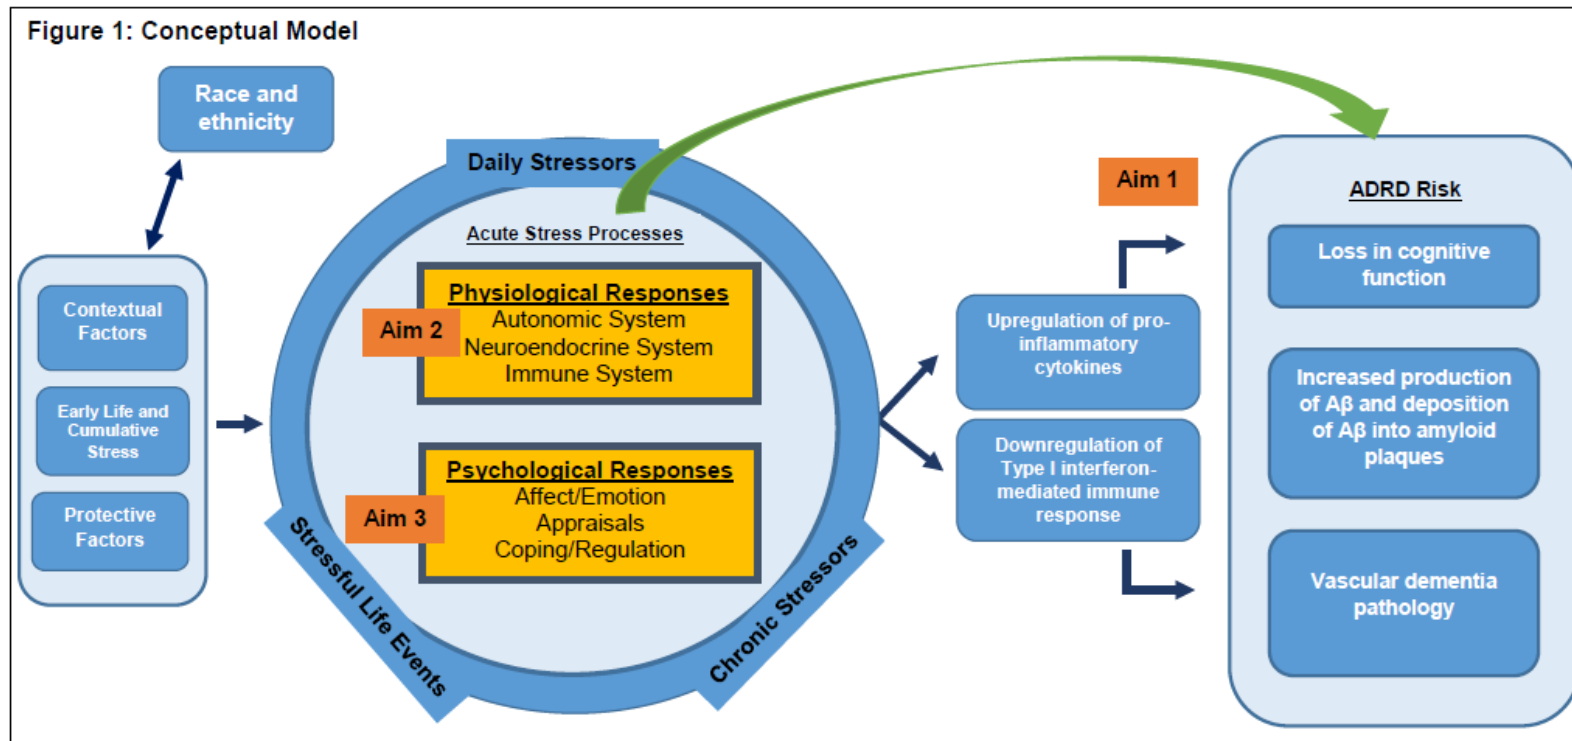 Figure 1: Conceptual Model
Race and
ethnicity
Contextual
Factors
Early Life and
Cumulative
Stress
Protective
Factors
Daily Stressors
Acute Stress Processes
Aim 2
Physiological Responses
Autonomic System
Neuroendocrine System
Immune System
Aim 3
Psychological Responses
Affect/Emotion
Appraisals
Coping/Regulation
Stressful Life Events
Chronic Stressors
Upregulation of pro-
inflammatory
cytokines
Downregulation of
Type I interferon-
mediated immune
response
Aim 1
ADRD Risk
Loss in cognitive
function
Increased production
of Aβ and deposition
of Aβ into amyloid
plaques
Vascular dementia
pathology